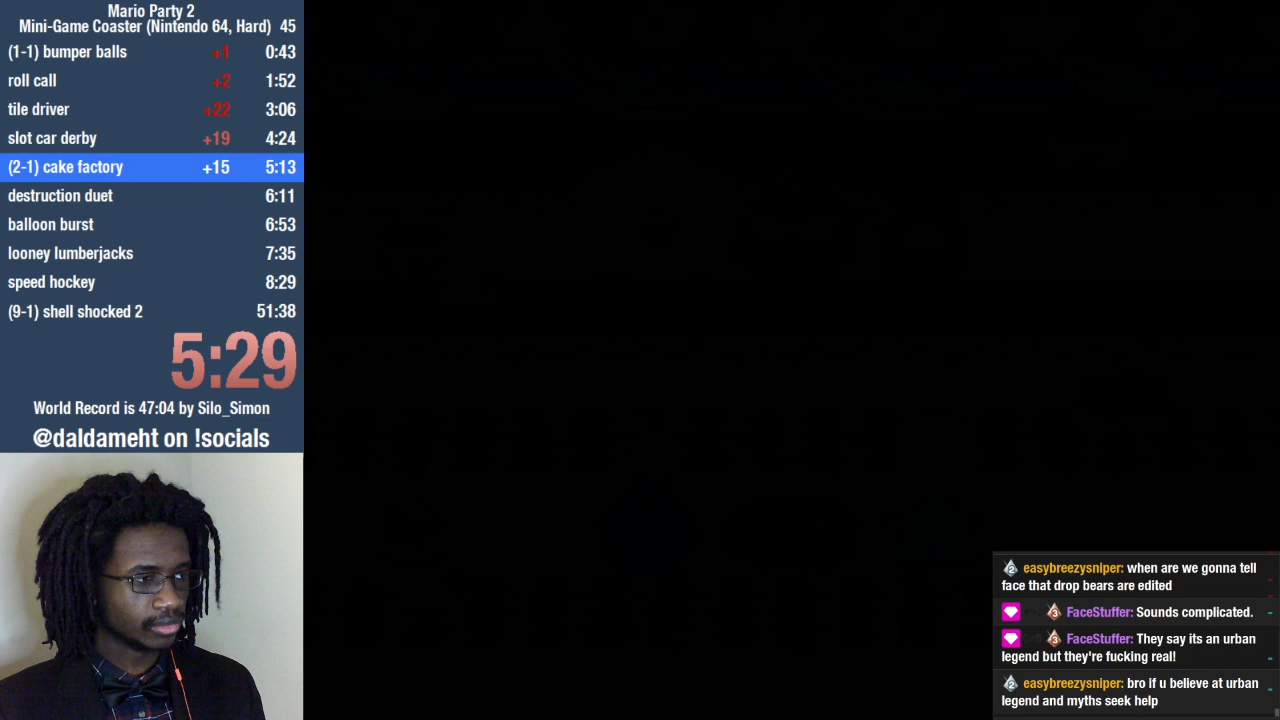 Mario Party 2
Mini-Game Coaster (Nintendo 64, Hard) 45
(1-1) bumper balls +1 0:43
roll call +2 1:52
tile driver +22 3:06
slot car derby +19 4:24
(2-1) cake factory +15 5:13
destruction duet 6:11
balloon burst 6:53
looney lumberjacks 7:35
speed hockey 8:29
(9-1) shell shocked 2 51:38
5:29
World Record is 47:04 by Silo_Simon
@daldameht on !socials
2 easybreezysniper: when are we gonna tell
face that drop bears are edited
3 FaceStuffer: Sounds complicated.
3 FaceStuffer: They say its an urban
legend but they're fucking real!
2 easybreezysniper: bro if u believe at urban
legend and myths seek help